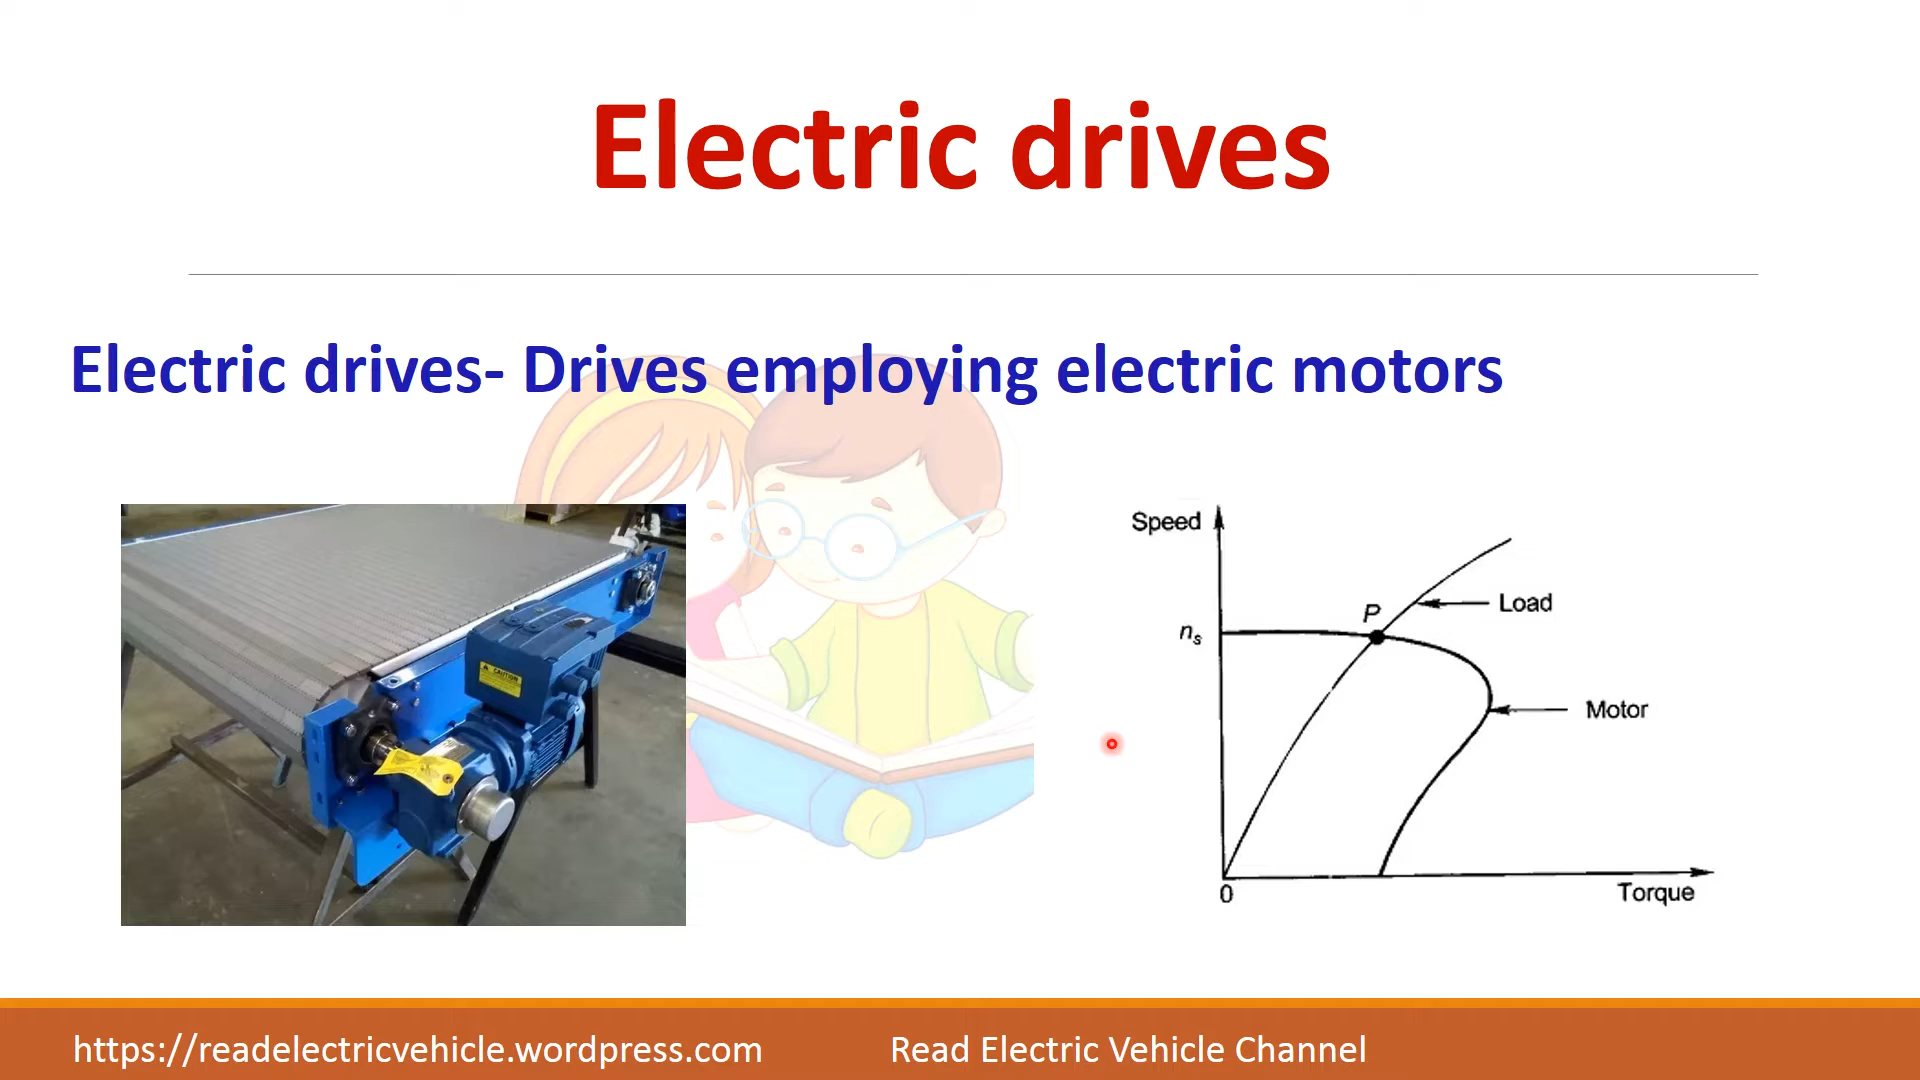 Electric drives
Electric drives- Drives employing electric motors
CAUTION
Speed
P
Load
ns
Motor
0
Torque
https://readelectricvehicle.wordpress.com
Read Electric Vehicle Channel